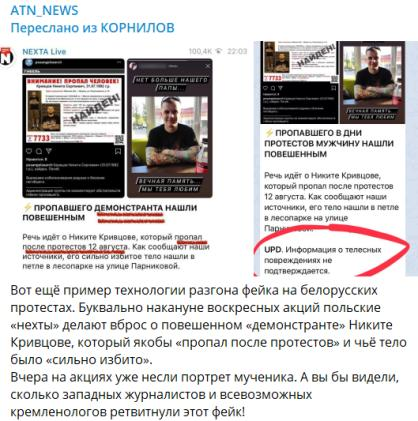 ATN_NEWS
Переслано из КОРНИЛОВ
NEXTA Live
100,4K 22:03
ВНИМАНИЕ! ПРОПАЛ ЧЕЛОВЕК!
НАЙДЕН!
7733
НЕТ БОЛЬШЕ НАШЕГО
ПАПЫ...
ВЕЧНАЯ ПАМЯТЬ...
МЫ ТЕБЯ ЛЮБИМ
⚡ПРОПАВШЕГО ДЕМОНСТРАНТА НАШЛИ
ПОВЕШЕННЫМ
Речь идёт о Никите Кривцове, который пропал
после протестов 12 августа. Как сообщают наши
источники, его сильно избитое тело нашли в
петле в лесопарке на улице Парниковой.
НАЙДЕН!
7733
НЕТ БОЛЬШЕ НАШЕГО
ПАПЫ...
ВЕЧНАЯ ПАМЯТЬ...
МЫ ТЕБЯ ЛЮБИМ
⚡ПРОПАВШЕГО В ДНИ
ПРОТЕСТОВ МУЖЧИНУ НАШЛИ
ПОВЕШЕННЫМ
Речь идёт о Никите Кривцове,
который пропал после протестов
12 августа. Как сообщают наши
источники, его тело нашли в петле
в лесопарке на улице
Парниковой.
UPD. Информация о телесных
повреждениях не
подтверждается.
Вот ещё пример технологии разгона фейка на белорусских
протестах. Буквально накануне воскресных акций польские
«нехты» делают вброс о повешенном «демонстранте» Никите
Кривцове, который якобы «пропал после протестов» и чьё тело
было «сильно избито».
Вчера на акциях уже несли портрет мученика. А вы бы видели,
сколько западных журналистов и всевозможных
кремленологов ретвитнули этот фейк!